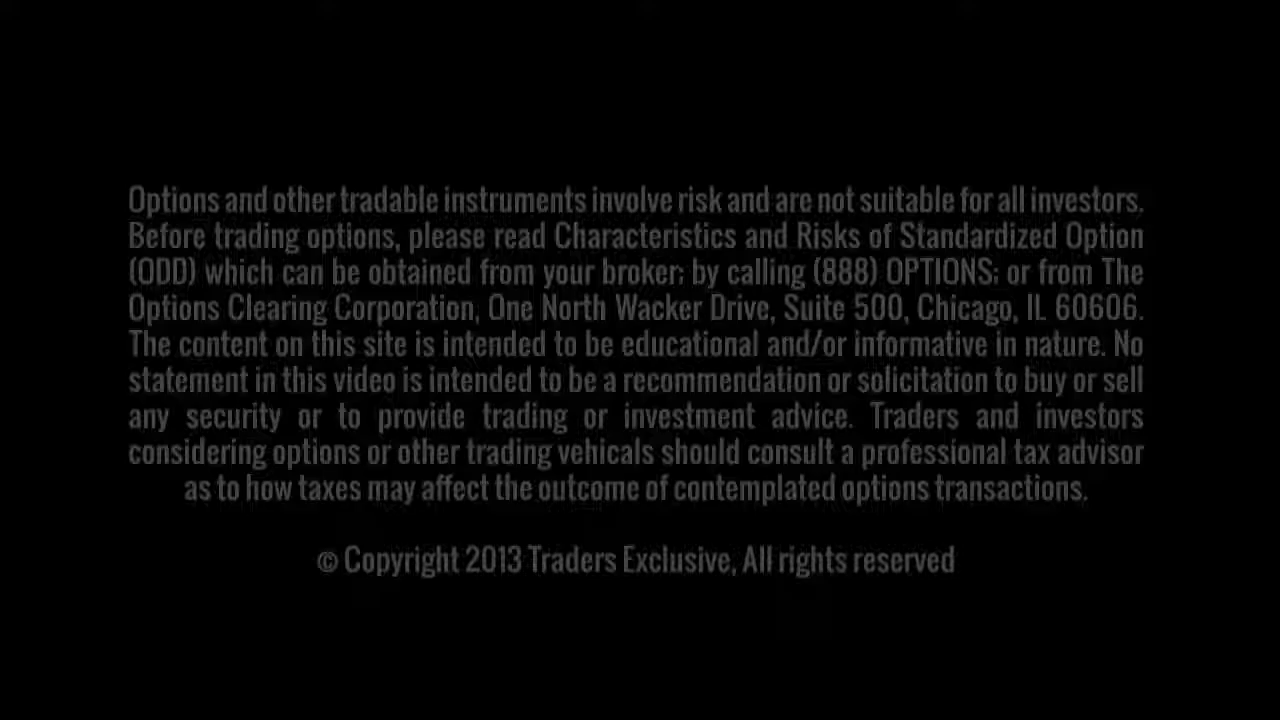 Options and other tradable instruments involve risk and are not suitable for all investors.
Before trading options, please read Characteristics and Risks of Standardized Option
(ODD) which can be obtained from your broker; by calling (888) OPTIONS; or from The
Options Clearing Corporation, One North Wacker Drive, Suite 500, Chicago, IL 60606.
The content on this site is intended to be educational and/or informative in nature. No
statement in this video is intended to be a recommendation or solicitation to buy or sell
any security or to provide trading or investment advice. Traders and investors
considering options or other trading vehicals should consult a professional tax advisor
as to how taxes may affect the outcome of contemplated options transactions.
© Copyright 2013 Traders Exclusive, All rights reserved